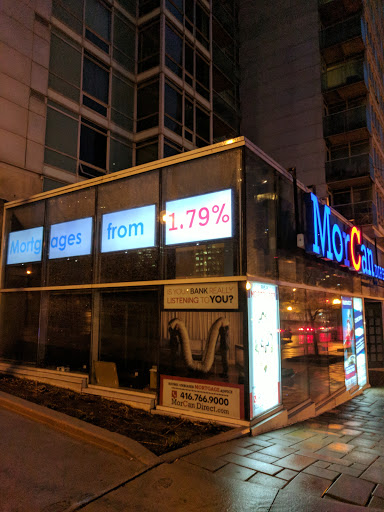 Mortgages from 1.79%
MorCan
IS YOUR BANK REALLY
LISTENING TO YOU?
416.766.9000
MorCanDirect.com